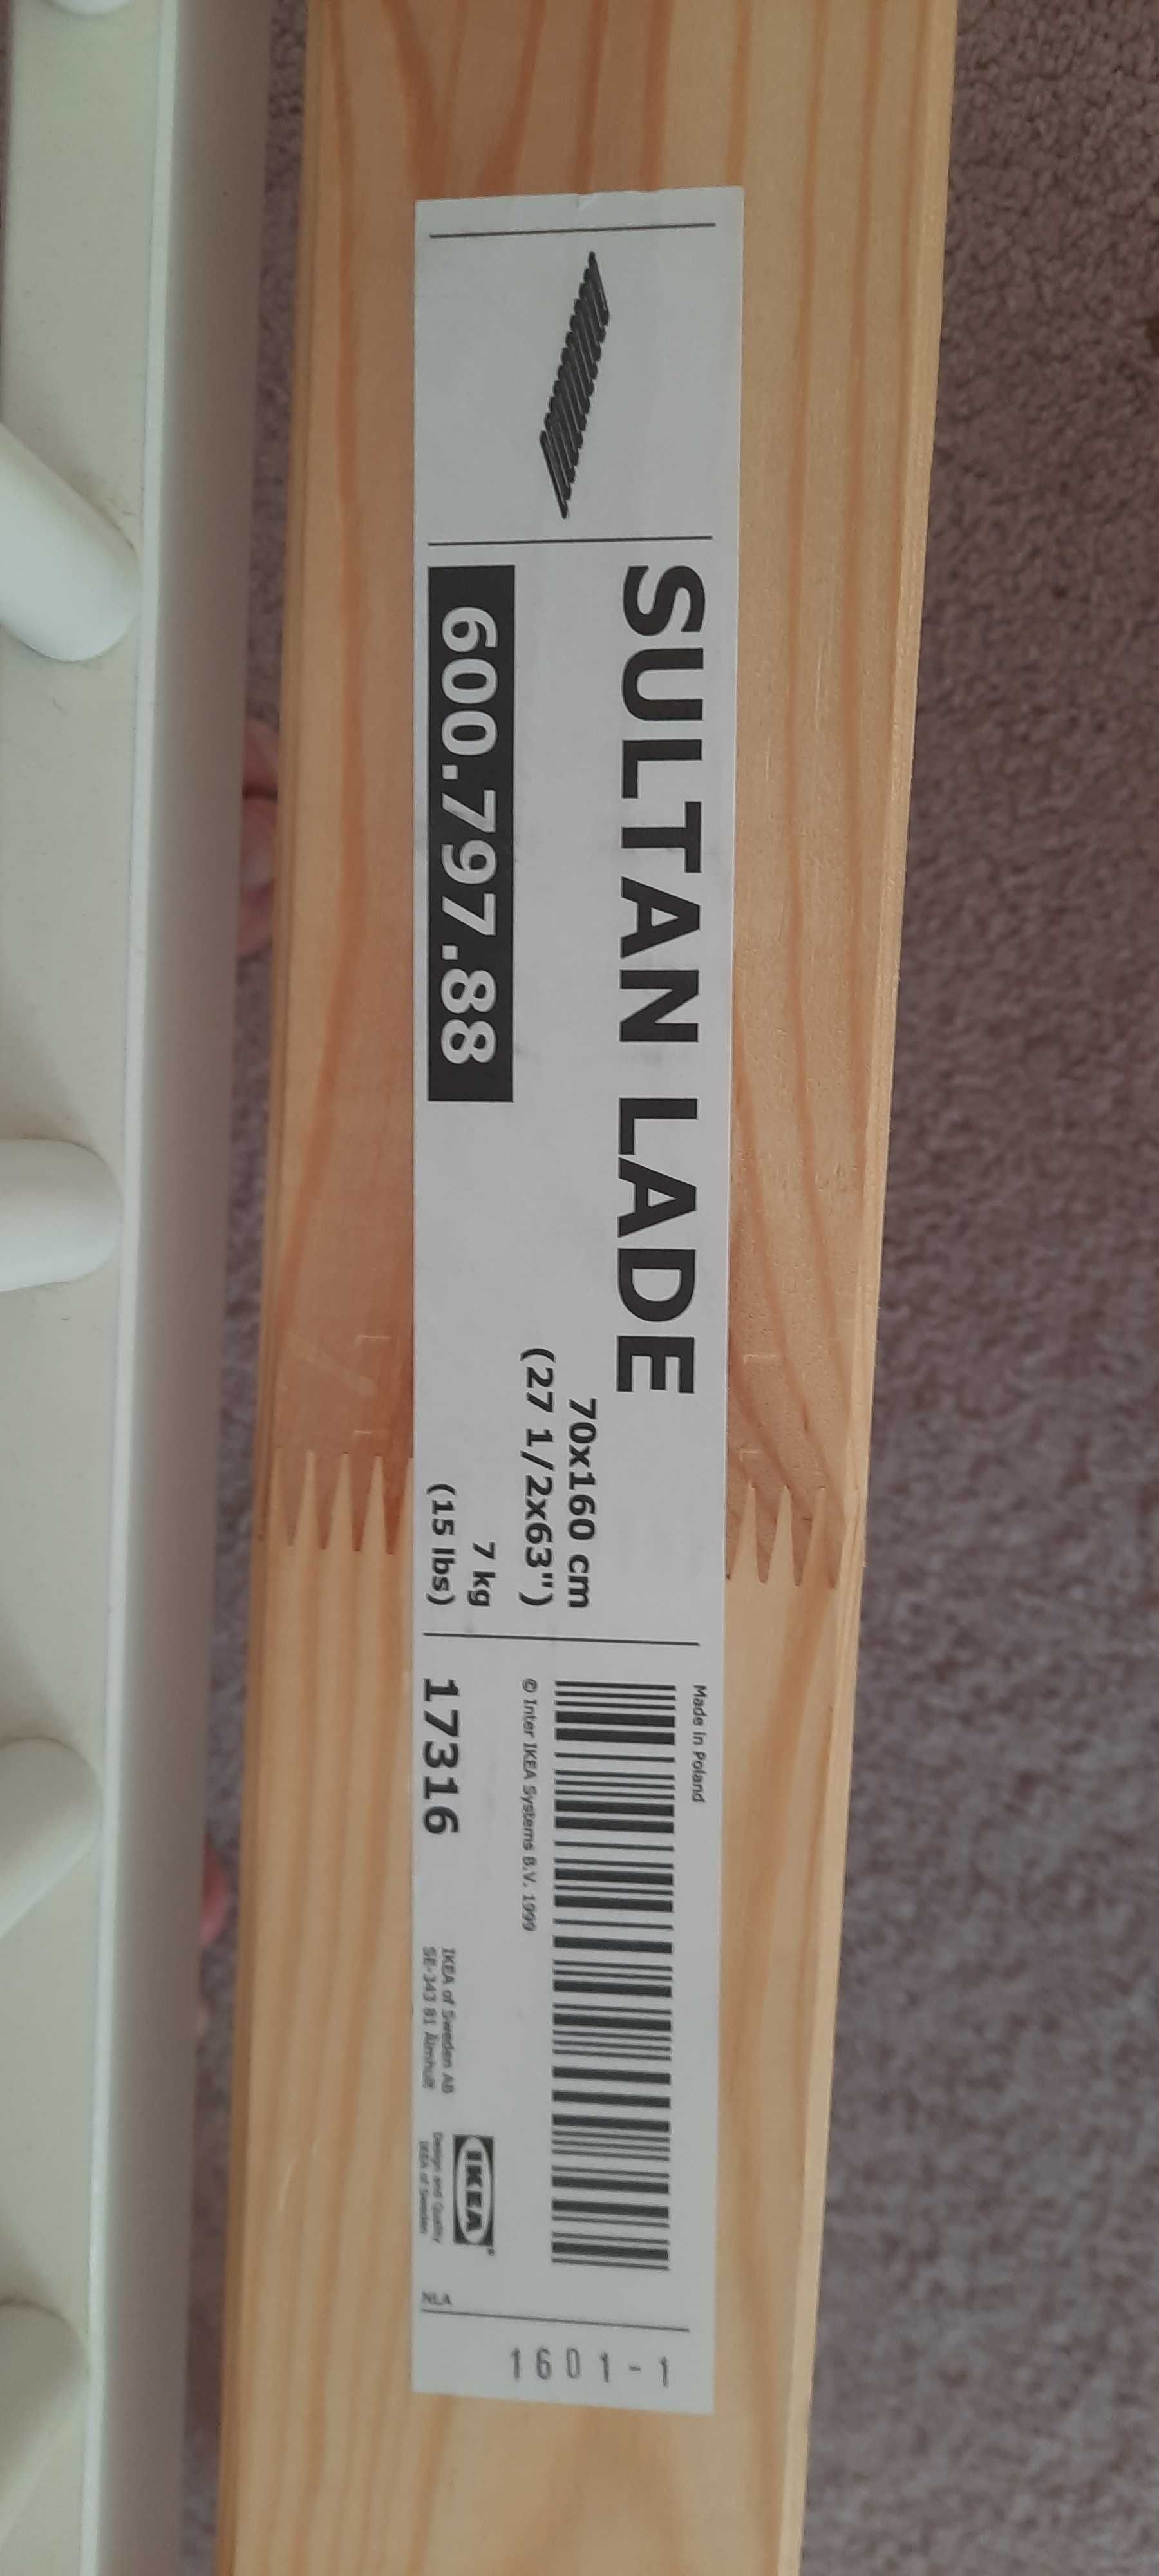 SULTAN LADE
70x160 cm
(27 1/2x63")
600.797.88
7 kg
(15 lbs)
Made in Poland
© Inter IKEA Systems B.V. 1999
17316
IKEA of Sweden AB
SE-343 81 Älmhult
IKEA®
Design and Quality
IKEA of Sweden
NLA
1601-1